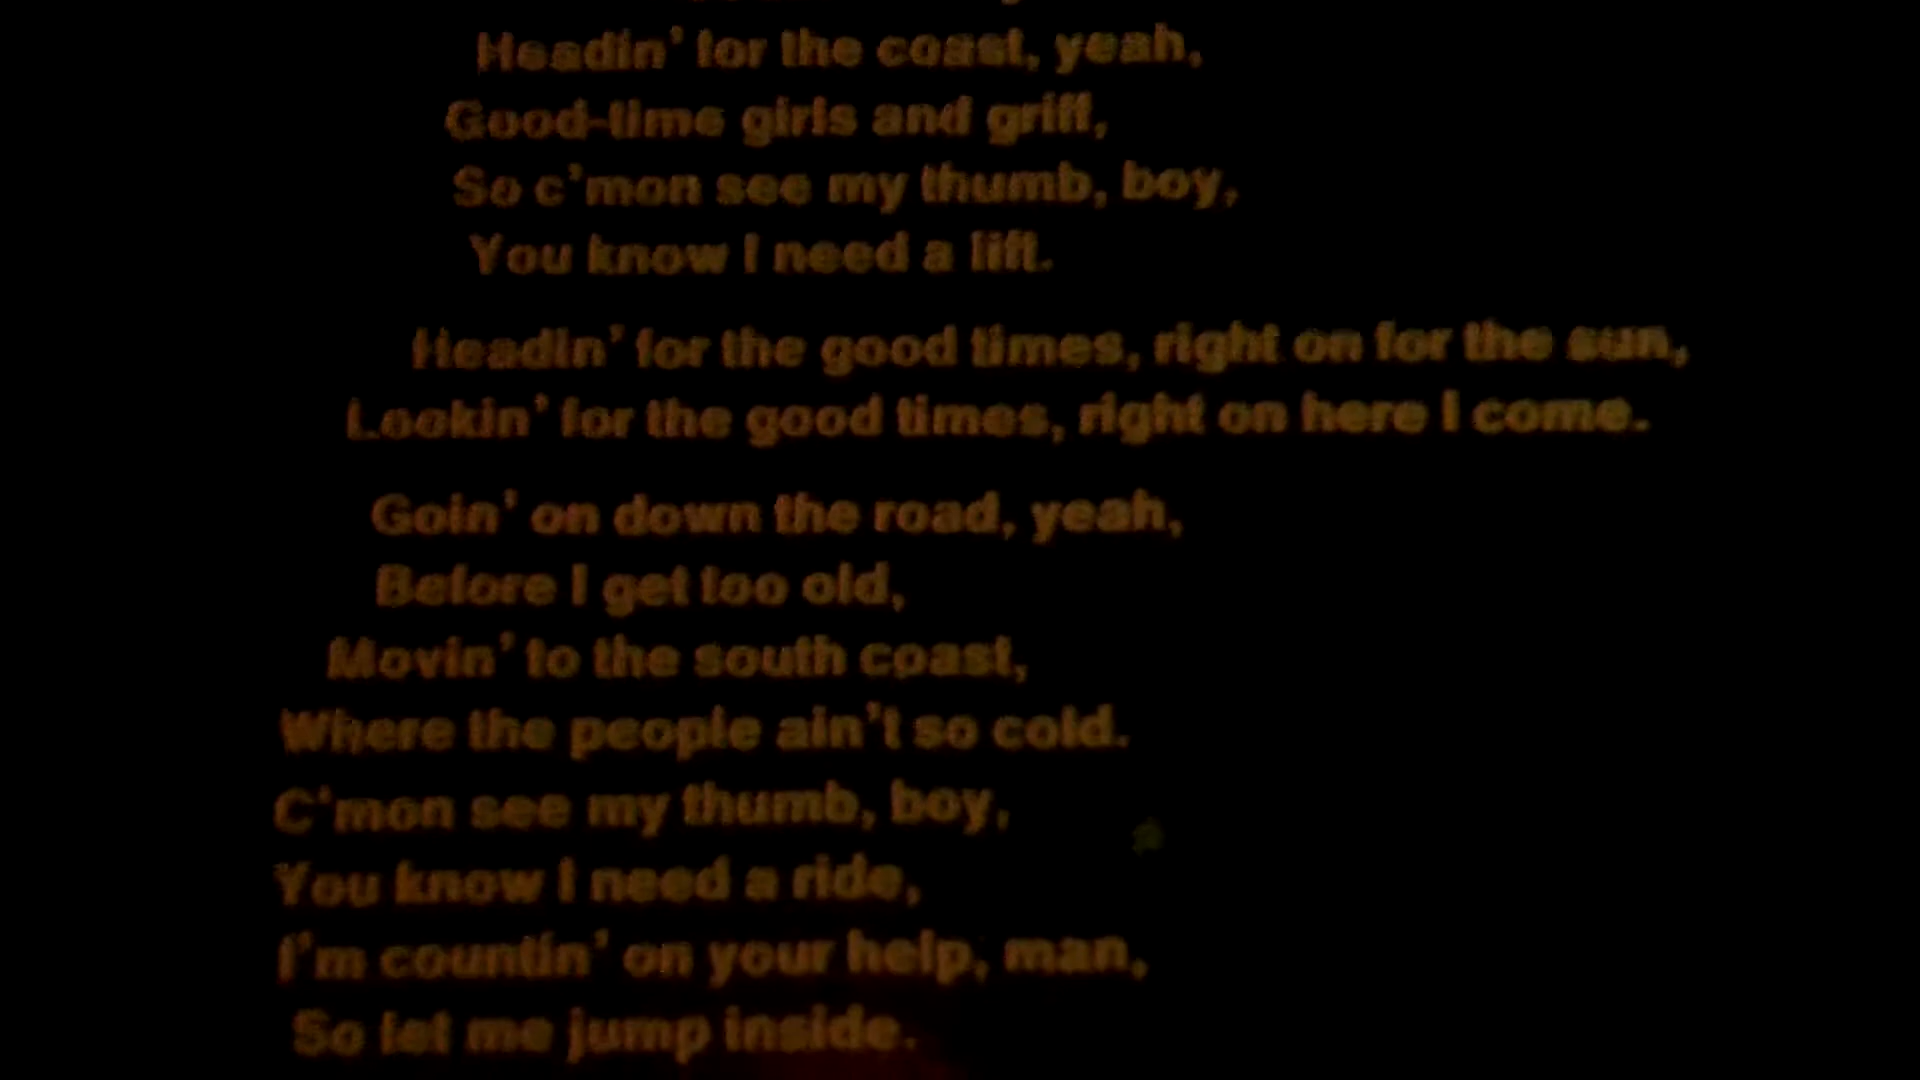 Headin' for the coast, yeah,
Good-time girls and griff,
So c'mon see my thumb, boy,
You know I need a lift.
Headin' for the good times, right on for the sun,
Lookin' for the good times, right on here I come.
Goin' on down the road, yeah,
Before I get too old,
Movin' to the south coast,
Where the people ain't so cold.
C'mon see my thumb, boy,
You know I need a ride,
I'm countin' on your help, man,
So let me jump inside.